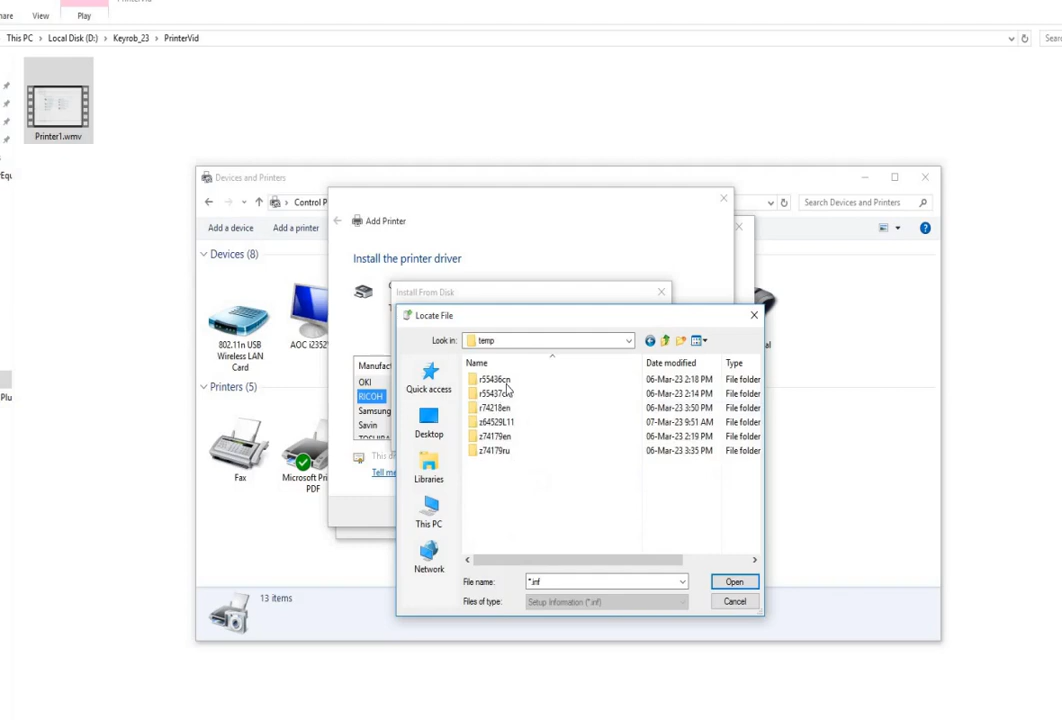 hare View Play
This PC > Local Disk (D:) > Keyrob_23 > PrinterVid
Printer1.wmv
Devices and Printers
Control P
Search Devices and Printers
Add a device Add a printer
Devices (8)
802.11n USB
Wireless LAN
Card
AOC i2352
Printers (5)
Fax
Microsoft Pri
PDF
13 items
Add Printer
Install the printer driver
Manufact
OKI
RICOH
Samsung
Savin
TOSHIBA
This d
Tell me
Install From Disk
Locate File
Look in: temp
Name Date modified Type
r55436cn 06-Mar-23 2:18 PM File folder
06-Mar-23 2:14 PM File folder
r74218en 06-Mar-23 3:50 PM File folder
z64529L11 07-Mar-23 9:51 AM File folder
z74179en 06-Mar-23 2:19 PM File folder
z74179ru 06-Mar-23 3:35 PM File folder
Quick access
Desktop
Libraries
This PC
Network
File name: *.inf Open
Files of type: Setup Information (*.inf) Cancel